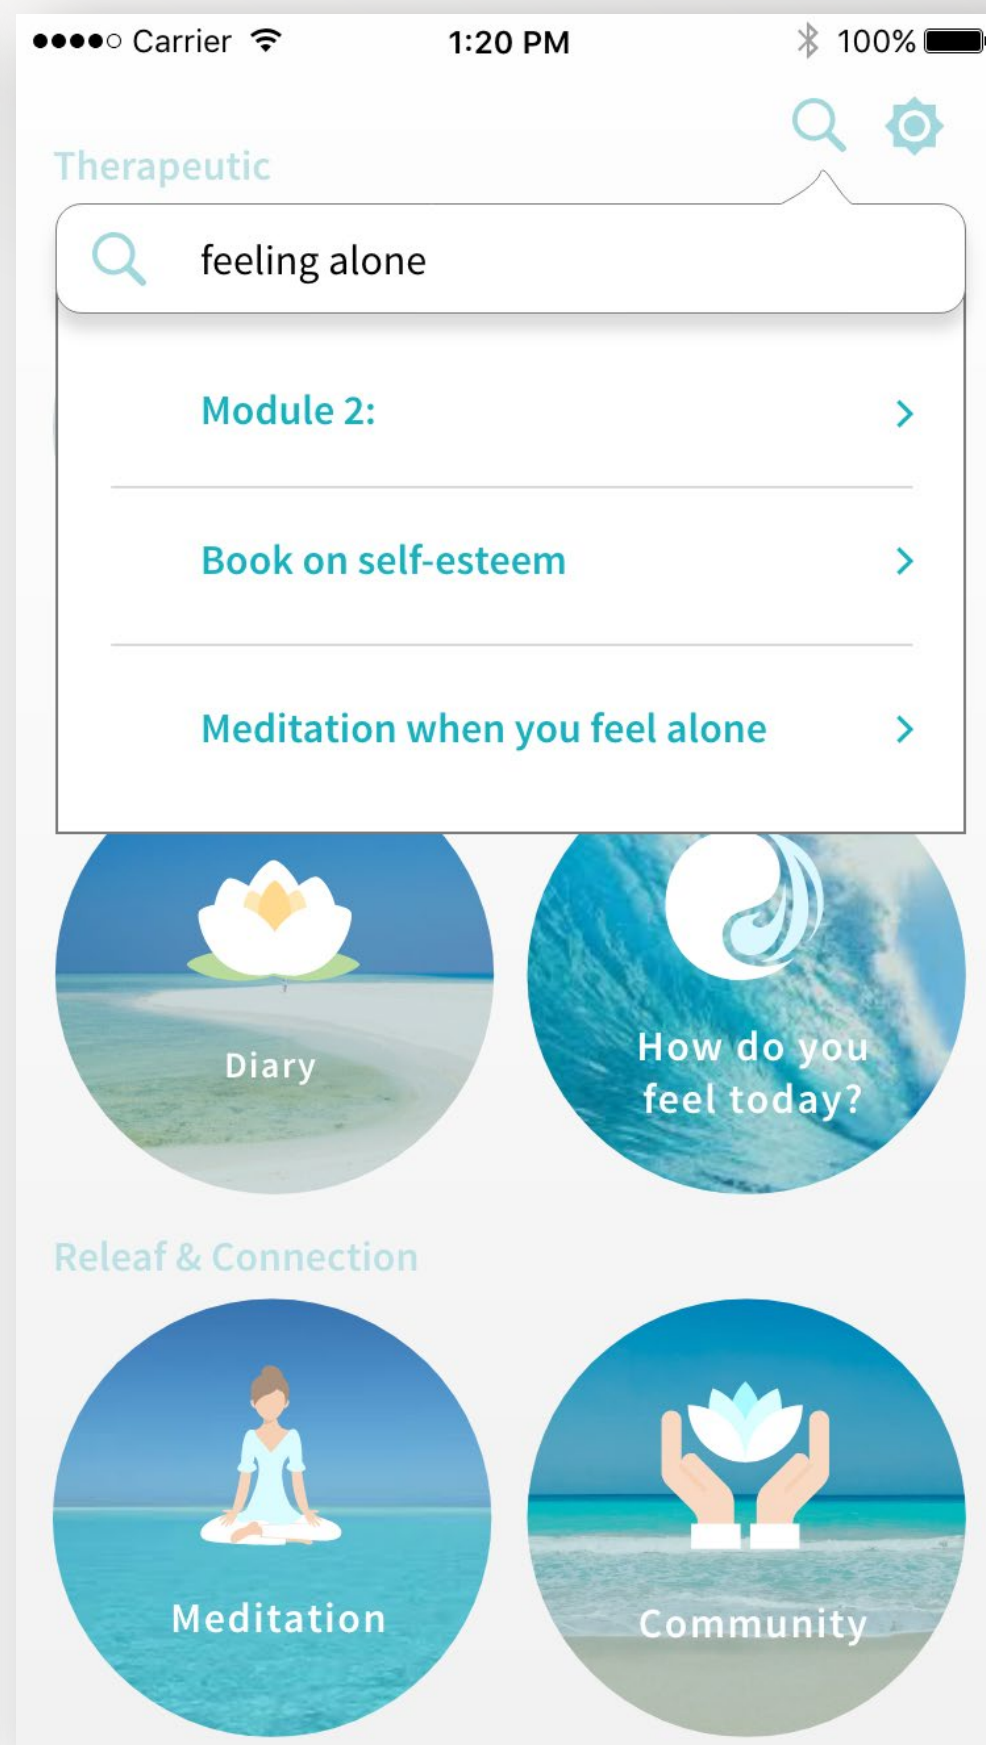 Carrier 1:20 PM 100%
Therapeutic
feeling alone
Module 2:
Book on self-esteem
Meditation when you feel alone
Diary
How do you
feel today?
Releaf & Connection
Meditation
Community